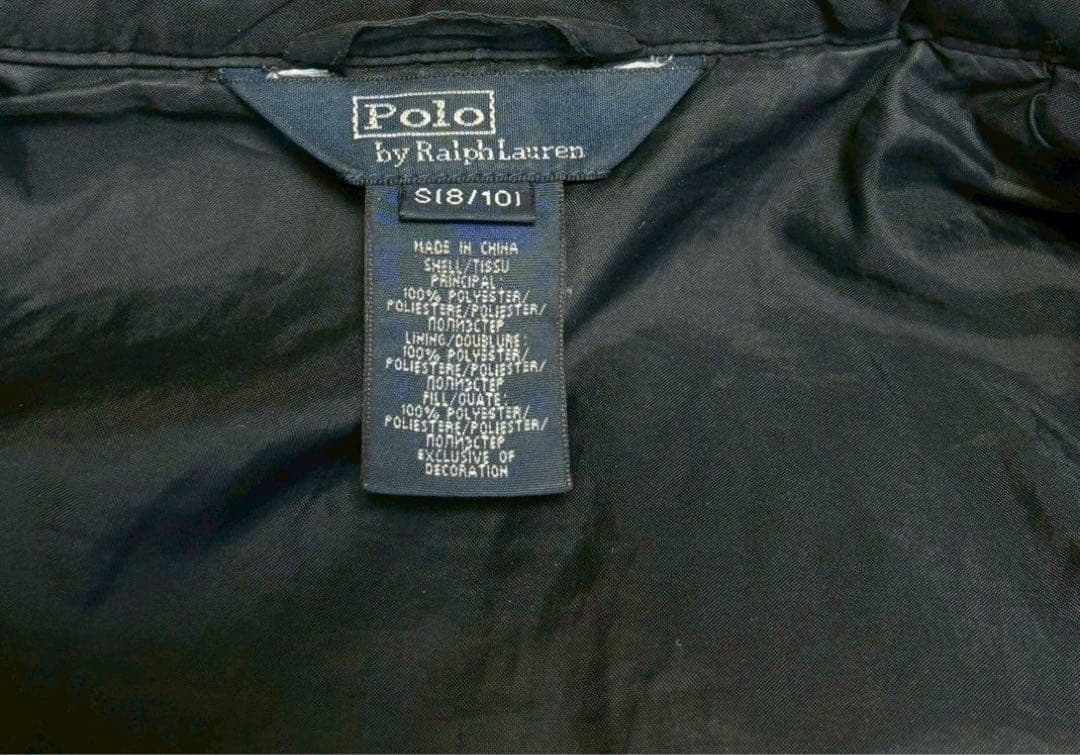 Polo
by Ralph Lauren
S(8/10)
MADE IN CHINA
SHELL/TISSU
PRINCIPAL:
100% POLYESTER/
POLIESTERE/POLIESTER/
ПОЛИЭСТЕР
LINING/DOUBLURE:
100% POLYESTER/
POLIESTERE/POLIESTER/
ПОЛИЭСТЕР
FILL/OUATE:
100% POLYESTER/
POLIESTERE/POLIESTER/
ПОЛИЭСТЕР
EXCLUSIVE OF
DECORATION